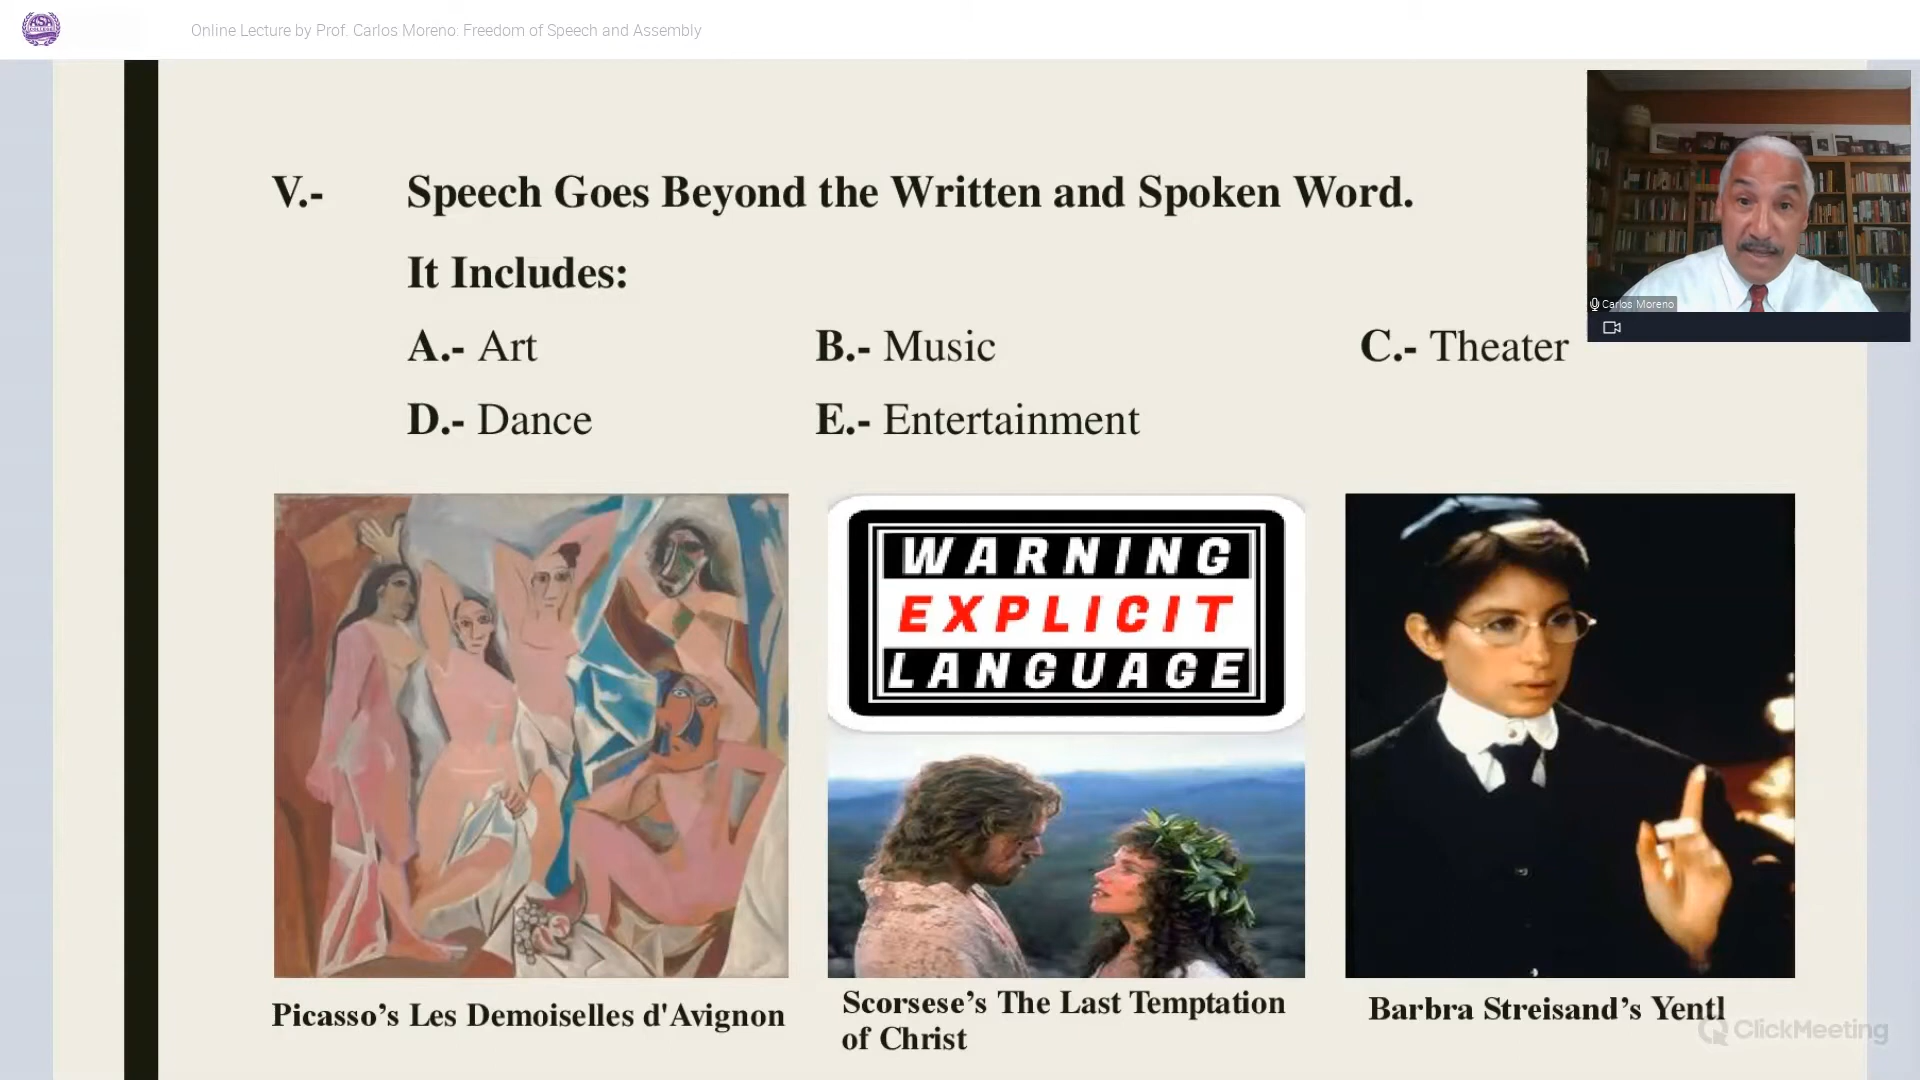 ASA
COLLEGE
Online Lecture by Prof. Carlos Moreno: Freedom of Speech and Assembly
V.- Speech Goes Beyond the Written and Spoken Word.
It Includes:
A.- Art B.- Music C.- Theater
D.- Dance E.- Entertainment
Carlos Moreno
WARNING
EXPLICIT
LANGUAGE
Picasso’s Les Demoiselles d'Avignon
Scorsese’s The Last Temptation
of Christ
Barbra Streisand’s Yentl
ClickMeeting